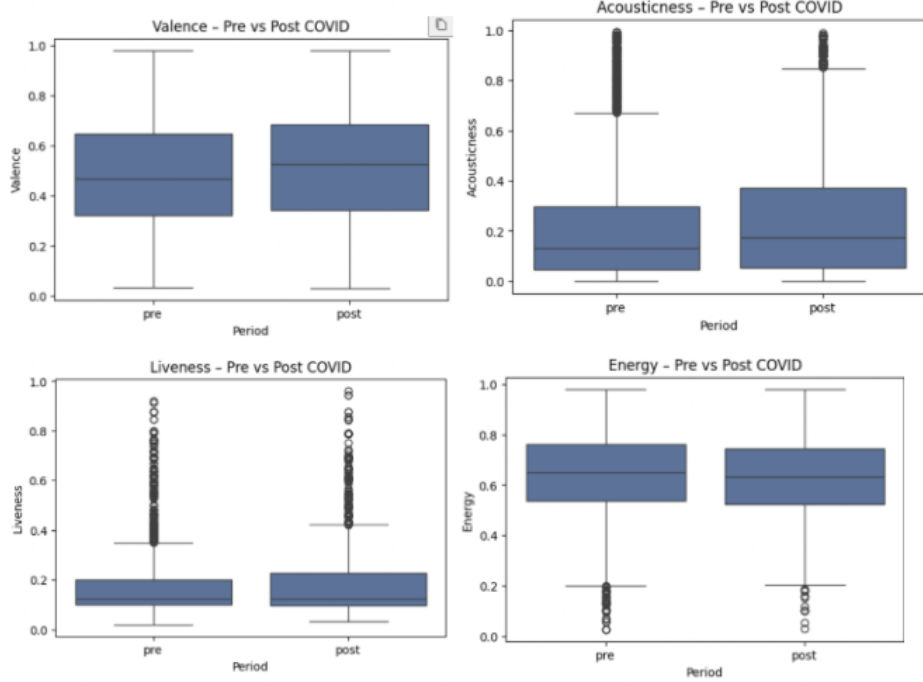 Valence – Pre vs Post COVID
1.0
0.8
0.6
0.4
0.2
0.0
Valence
pre
post
Period
Acousticness – Pre vs Post COVID
1.0
0.8
0.6
0.4
0.2
0.0
Acousticness
pre
post
Period
Liveness – Pre vs Post COVID
1.0
0.8
0.6
0.4
0.2
0.0
Liveness
pre
post
Period
Energy – Pre vs Post COVID
1.0
0.8
0.6
0.4
0.2
0.0
Energy
pre
post
Period